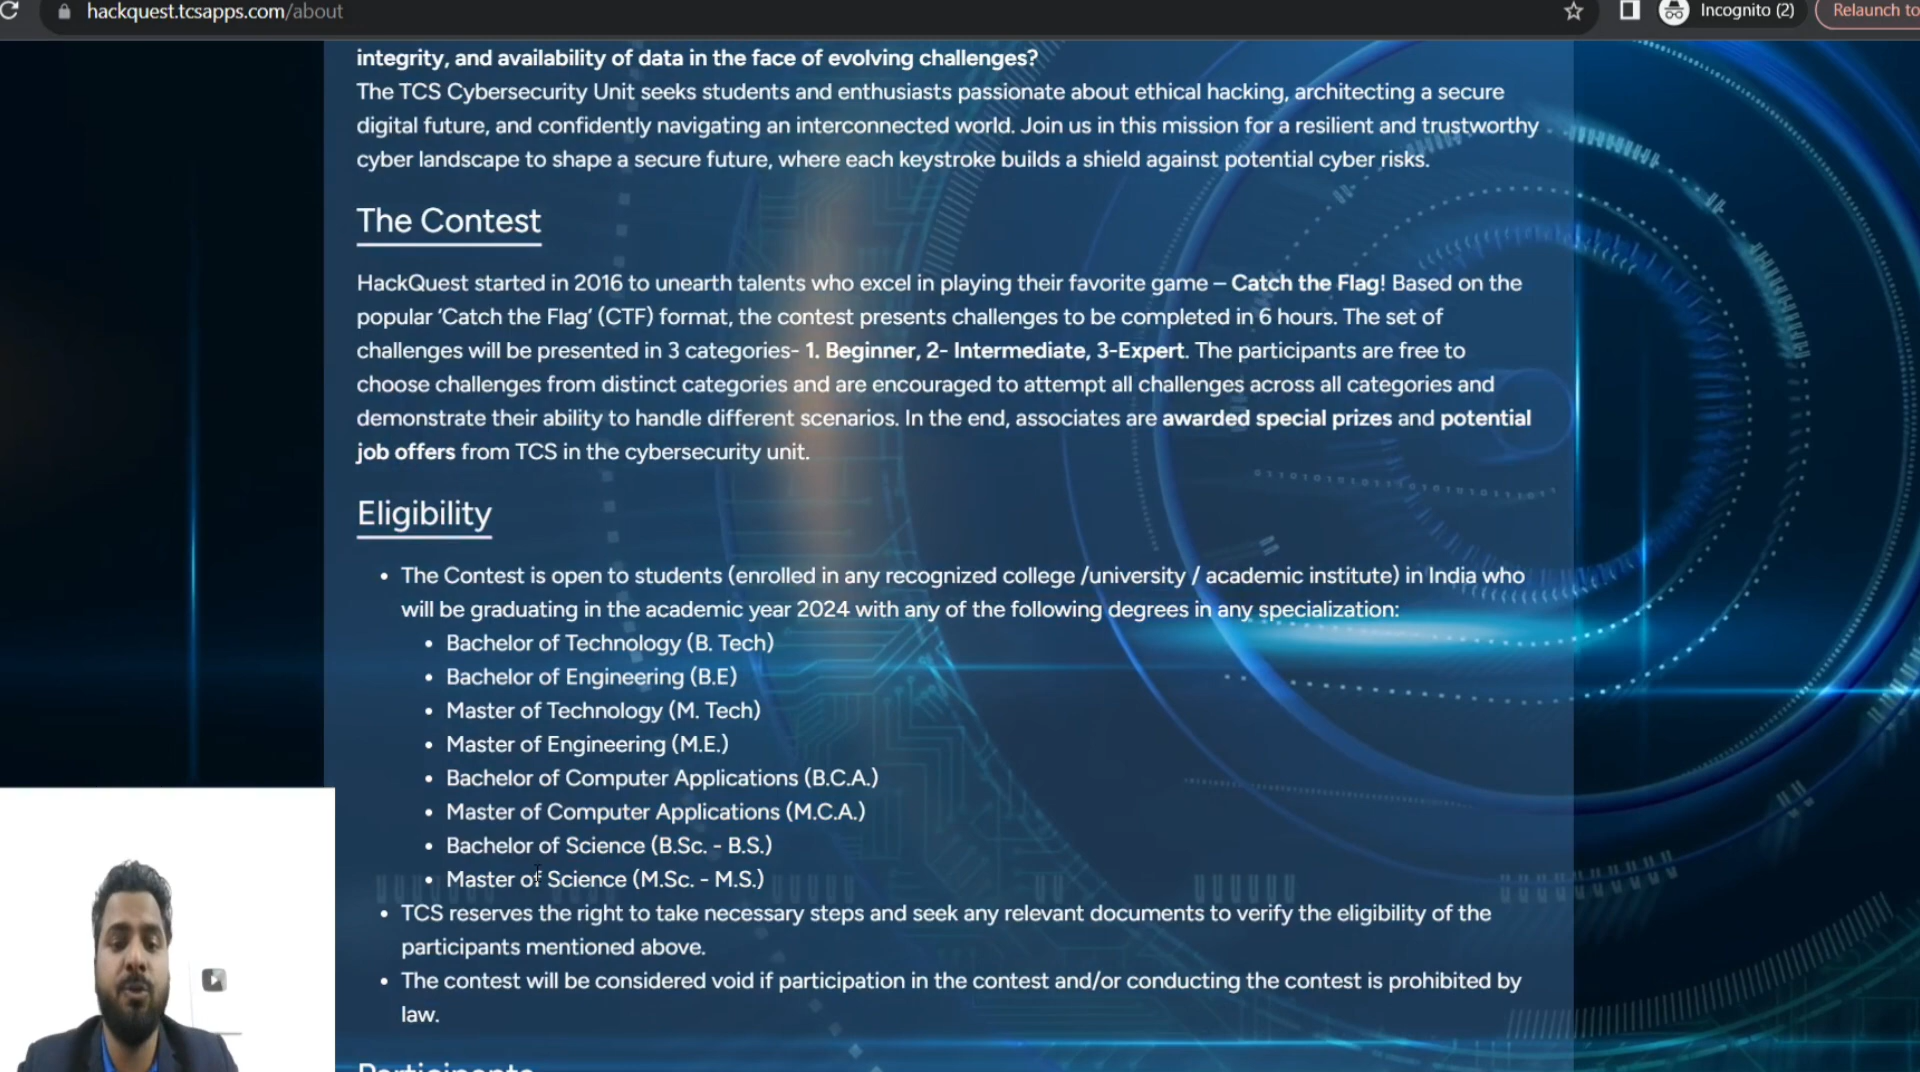 hackquest.tcsapps.com/about
Incognito (2)
Relaunch to
integrity, and availability of data in the face of evolving challenges?
The TCS Cybersecurity Unit seeks students and enthusiasts passionate about ethical hacking, architecting a secure
digital future, and confidently navigating an interconnected world. Join us in this mission for a resilient and trustworthy
cyber landscape to shape a secure future, where each keystroke builds a shield against potential cyber risks.
The Contest
HackQuest started in 2016 to unearth talents who excel in playing their favorite game – Catch the Flag! Based on the
popular ‘Catch the Flag’ (CTF) format, the contest presents challenges to be completed in 6 hours. The set of
challenges will be presented in 3 categories- 1. Beginner, 2- Intermediate, 3-Expert. The participants are free to
choose challenges from distinct categories and are encouraged to attempt all challenges across all categories and
demonstrate their ability to handle different scenarios. In the end, associates are awarded special prizes and potential
job offers from TCS in the cybersecurity unit.
Eligibility
• The Contest is open to students (enrolled in any recognized college /university / academic institute) in India who
will be graduating in the academic year 2024 with any of the following degrees in any specialization:
• Bachelor of Technology (B. Tech)
• Bachelor of Engineering (B.E)
• Master of Technology (M. Tech)
• Master of Engineering (M.E.)
• Bachelor of Computer Applications (B.C.A.)
• Master of Computer Applications (M.C.A.)
• Bachelor of Science (B.Sc. - B.S.)
• Master of Science (M.Sc. - M.S.)
• TCS reserves the right to take necessary steps and seek any relevant documents to verify the eligibility of the
participants mentioned above.
• The contest will be considered void if participation in the contest and/or conducting the contest is prohibited by
law.
Participants